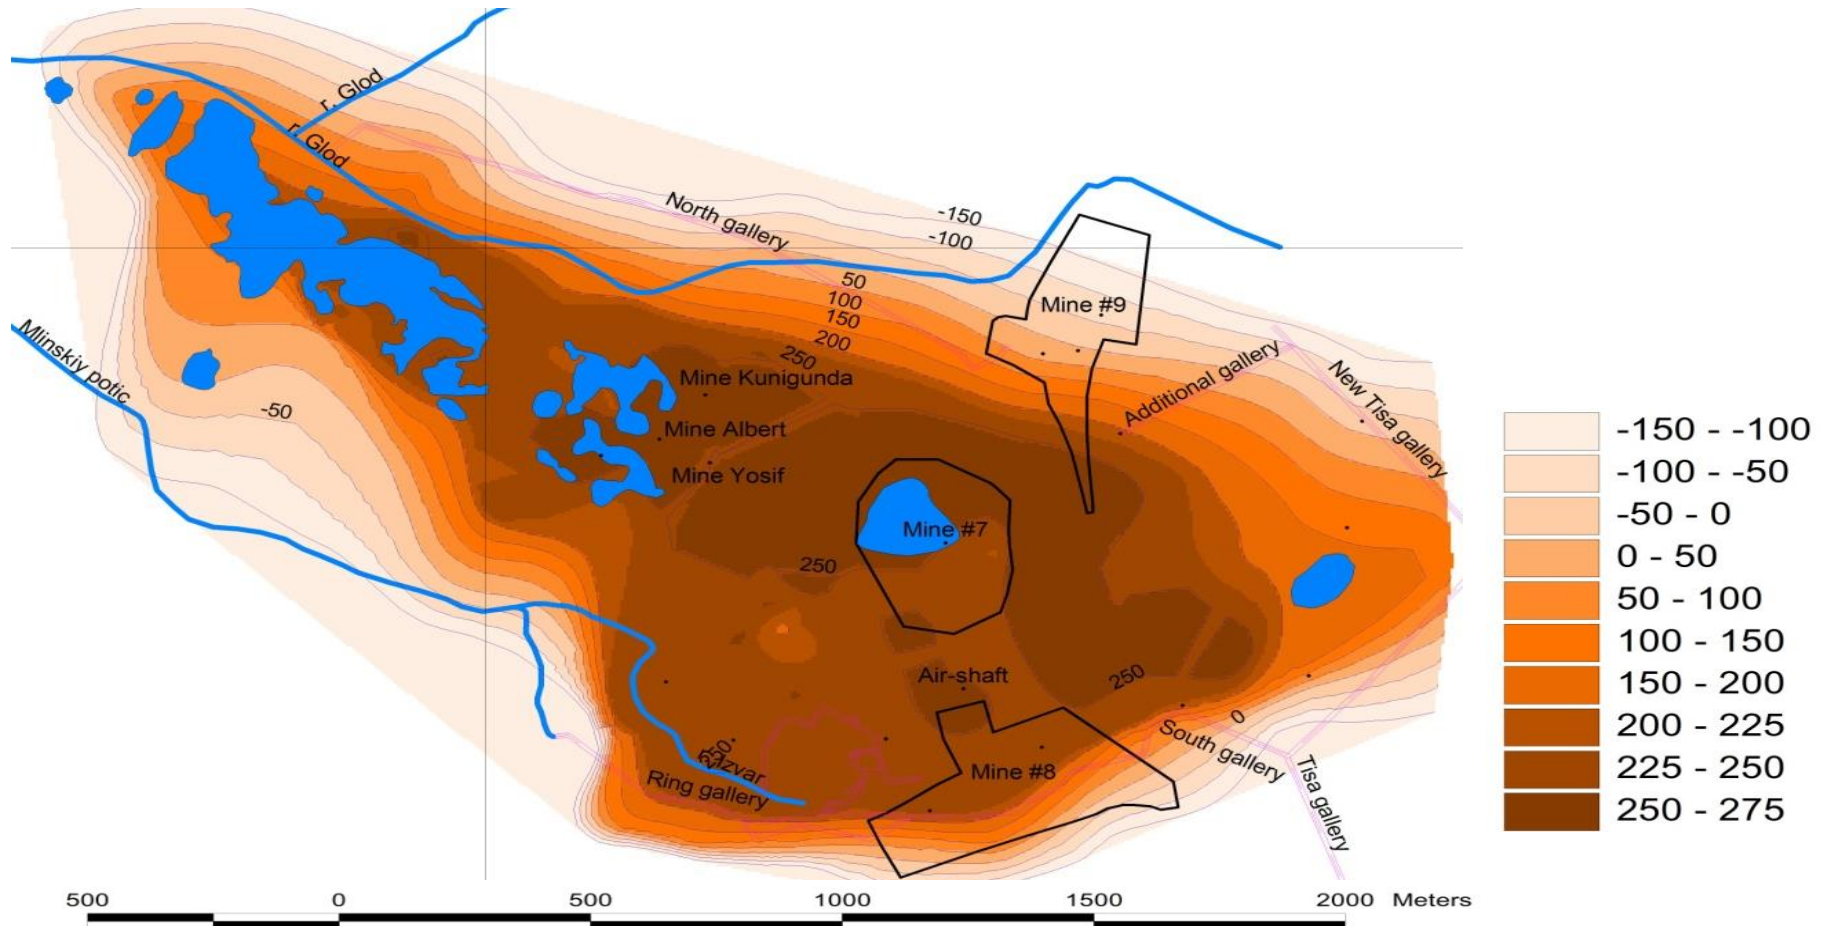 r. Glod
r. Glod
North gallery
-150
-100
50
100
150
200
250
Mine #9
Mlinskiy potic
-50
Mine Kunigunda
Mine Albert
Mine Yosif
Additional gallery
New Tisa gallery
Mine #7
250
Air-shaft
250
0
South gallery
Mine #8
Izvar
Ring gallery
Tisa gallery
-150 - -100
-100 - -50
-50 - 0
0 - 50
50 - 100
100 - 150
150 - 200
200 - 225
225 - 250
250 - 275
500 0 500 1000 1500 2000 Meters